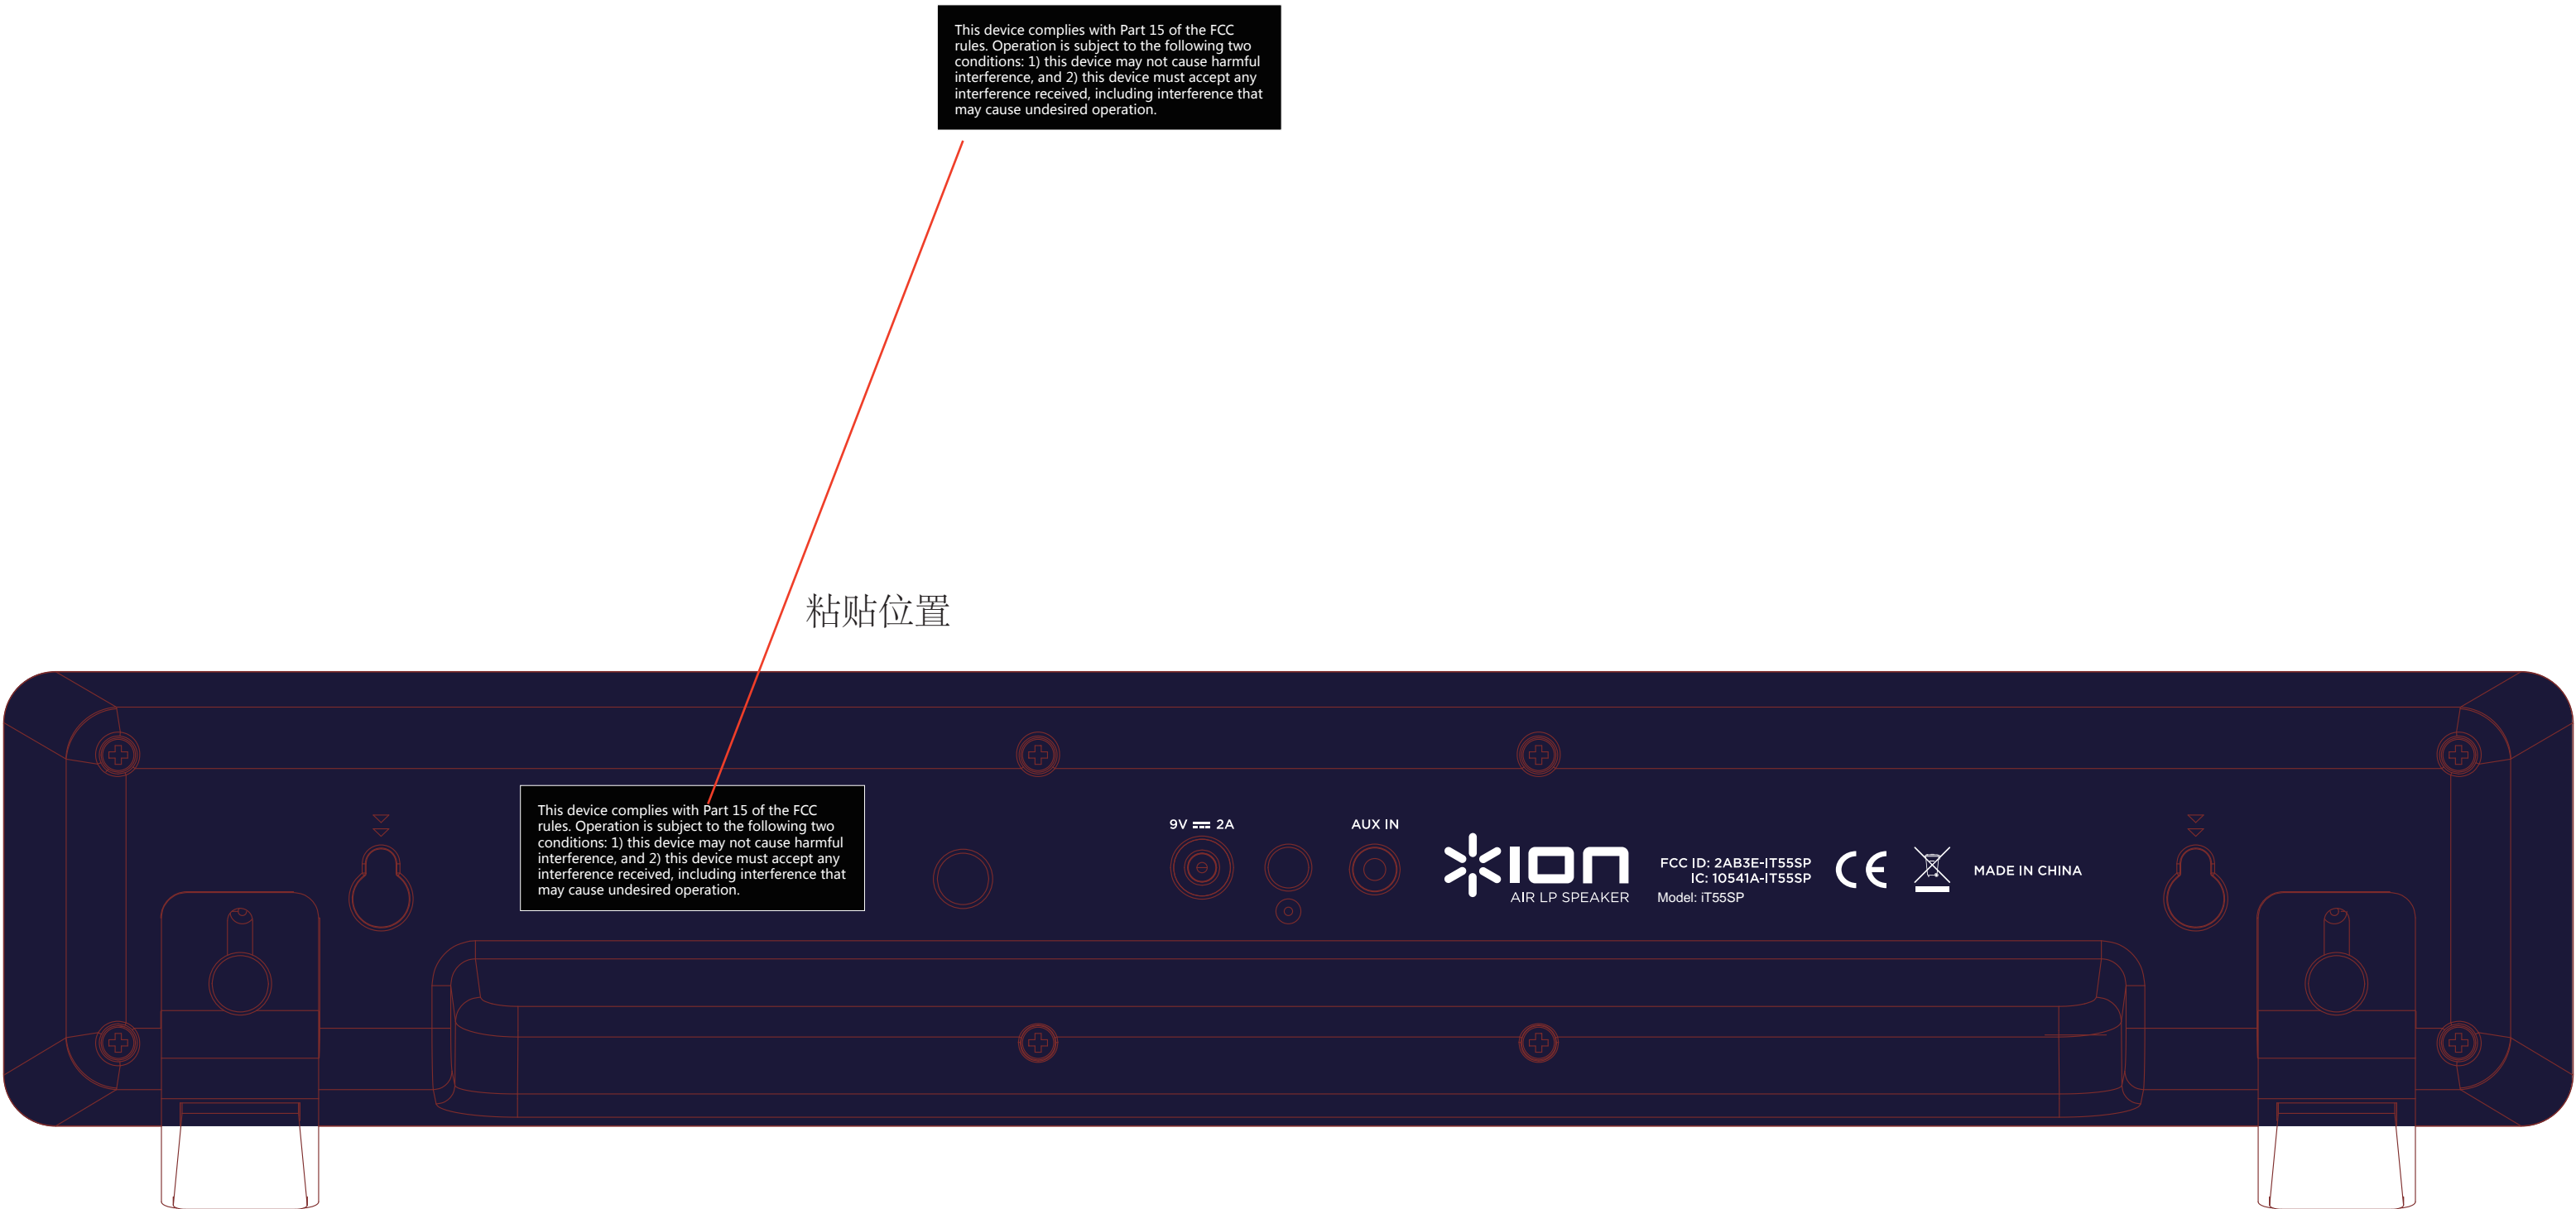 This device complies with Part 15 of the FCC
rules. Operation is subject to the following two
conditions: 1) this device may not cause harmful
interference, and 2) this device must accept any
interference received, including interference that
may cause undesired operation.
粘贴位置
This device complies with Part 15 of the FCC
rules. Operation is subject to the following two
conditions: 1) this device may not cause harmful
interference, and 2) this device must accept any
interference received, including interference that
may cause undesired operation.
9V ⎓ 2A
AUX IN
ION
AIR LP SPEAKER
FCC ID: 2AB3E-IT55SP
IC: 10541A-IT55SP
Model: iT55SP
CE
MADE IN CHINA